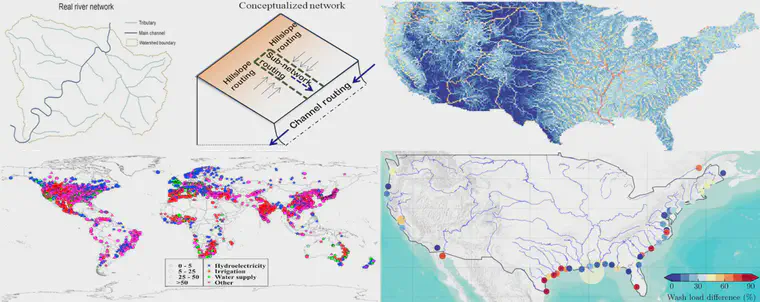 Real river network
Tributary
Main channel
Watershed boundary
Conceptualized network
Hillslope
routing
Hillslope
routing
Sub-network
routing
Channel routing
0 - 5
5 - 25
25 - 50
>50
Hydroelectricity
Irrigation
Water supply
Other
0 30 60 90
Wash load difference (%)